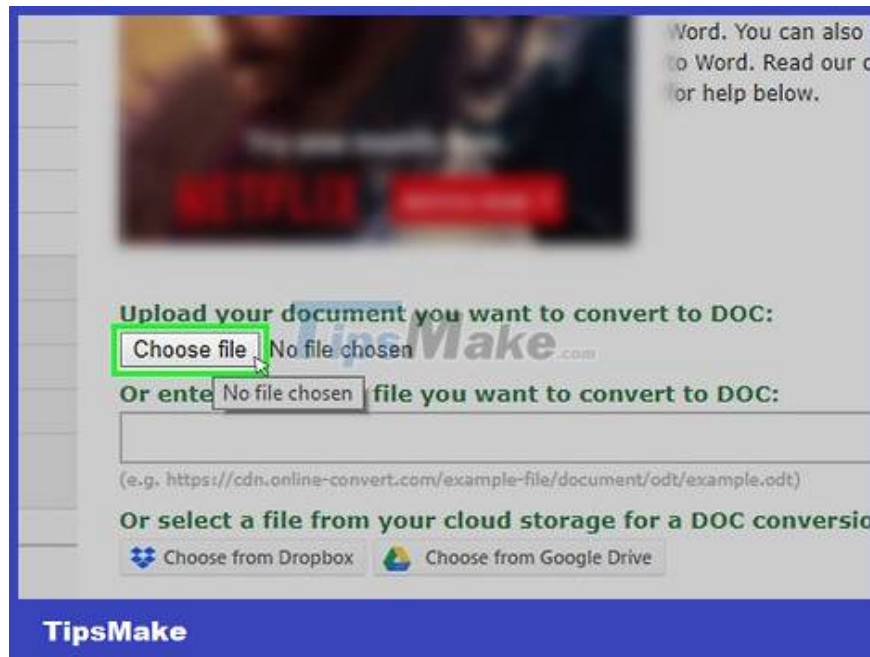 Word. You can also
to Word. Read our
for help below.
NETFLIX
Upload your document you want to convert to DOC:
Choose file No file chosen
TipsMake.com
Or ente
No file chosen
file you want to convert to DOC:
(e.g. https://cdn.online-convert.com/example-file/document/odt/example.odt)
Or select a file from your cloud storage for a DOC conversio
Choose from Dropbox Choose from Google Drive
TipsMake